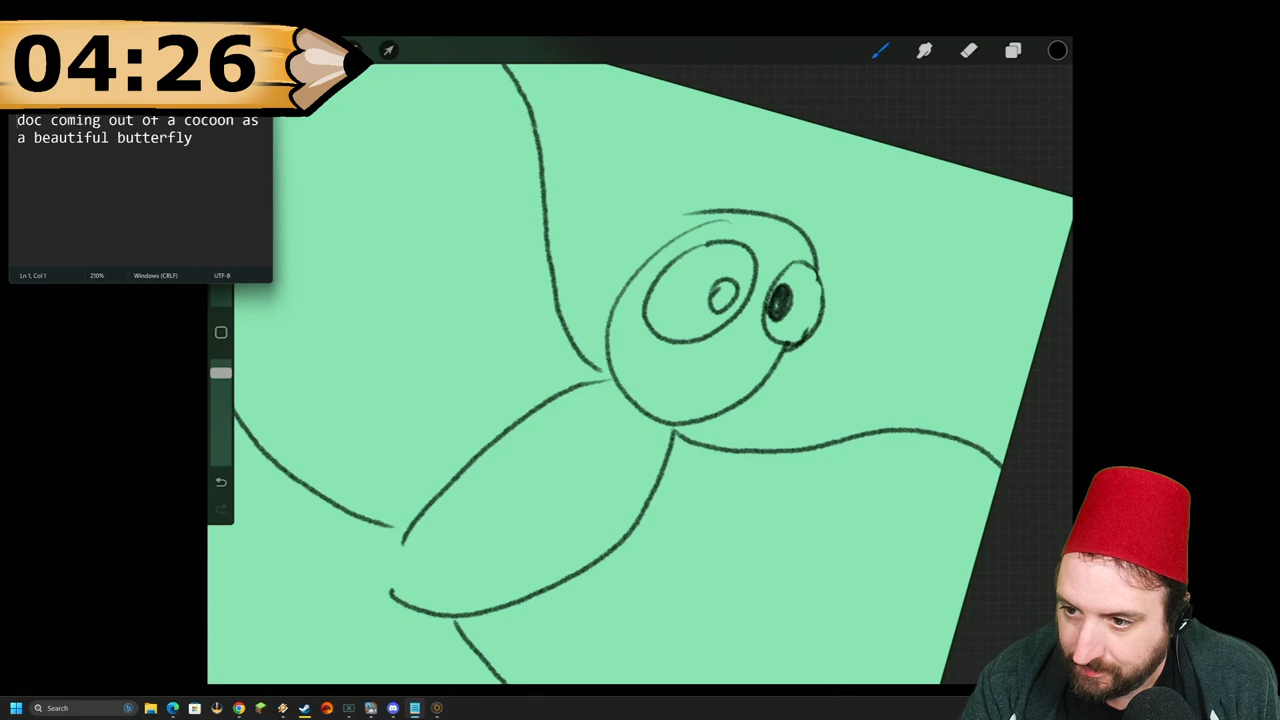 04:26
doc coming out of a cocoon as
a beautiful butterfly
Ln 1, Col 1
210%
Windows (CRLF)
UTF-8
Search